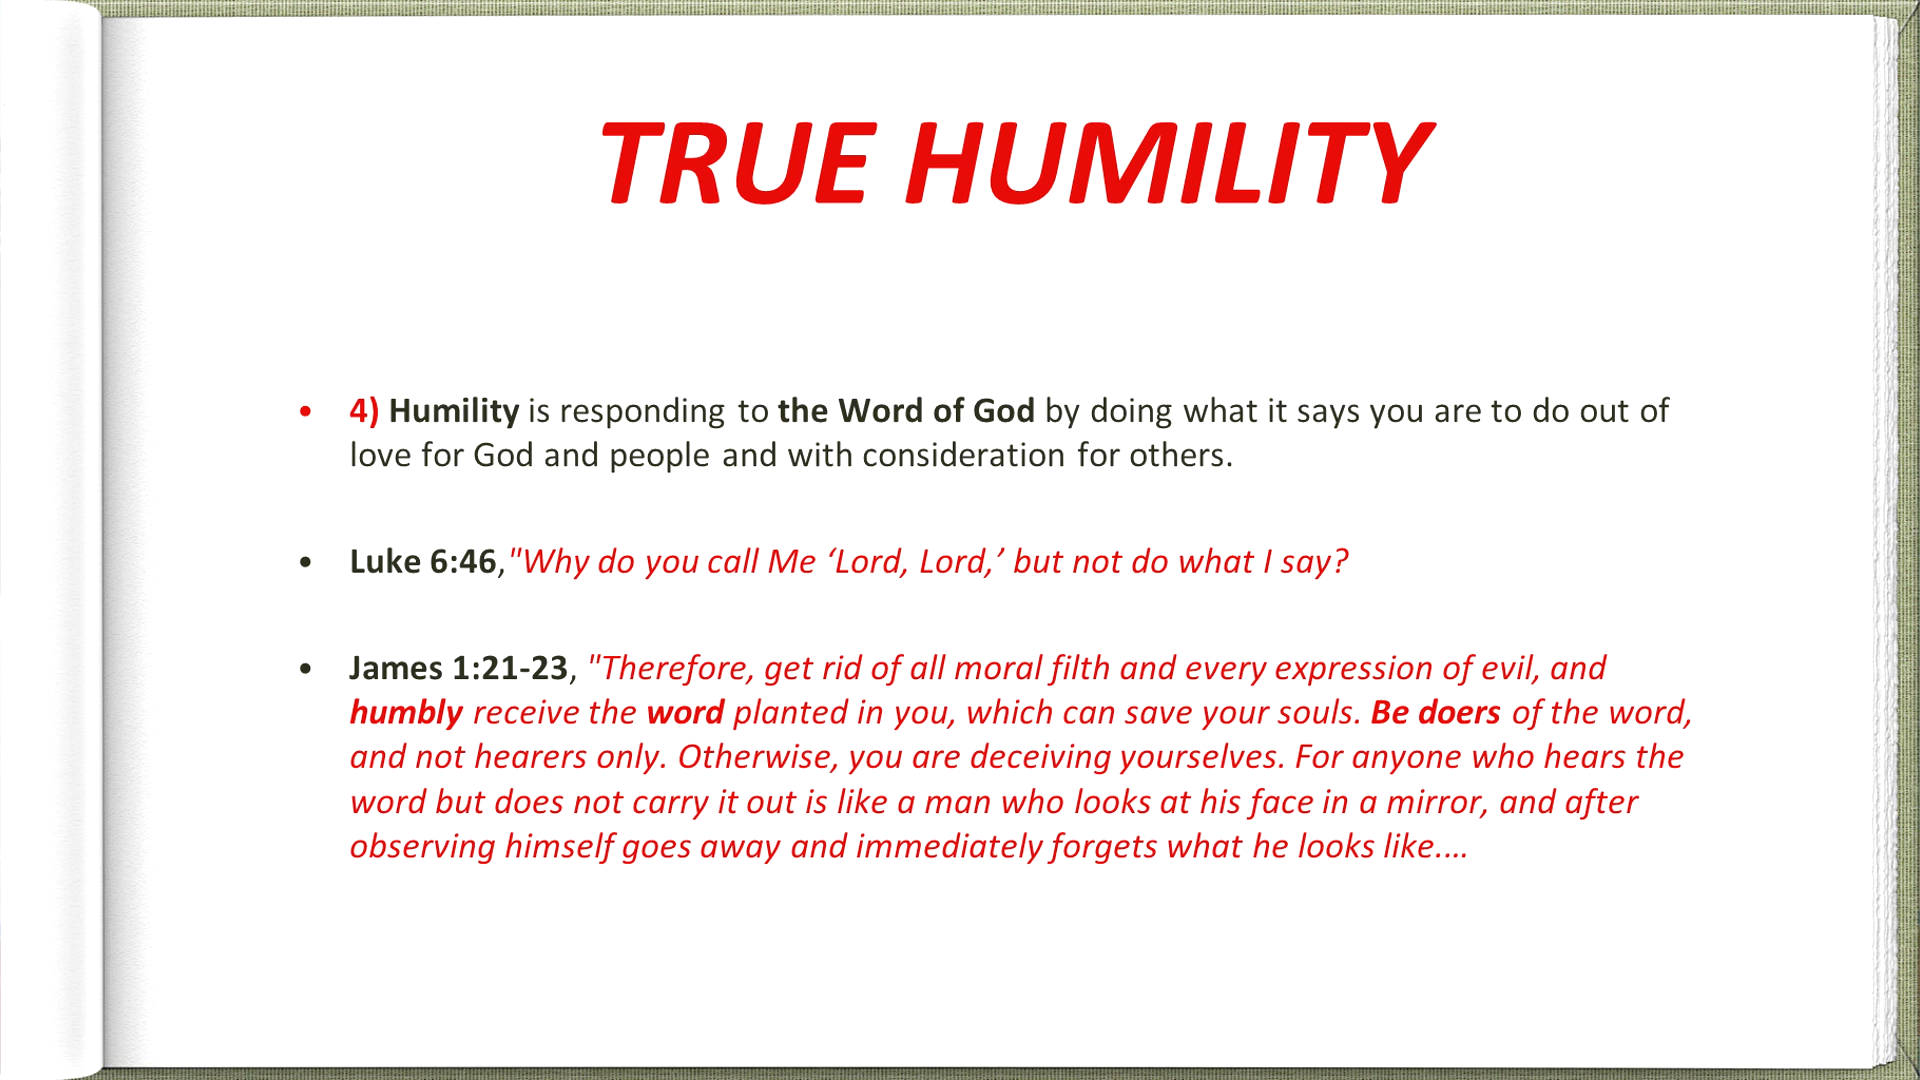 TRUE HUMILITY
• 4) Humility is responding to the Word of God by doing what it says you are to do out of
love for God and people and with consideration for others.
• Luke 6:46,"Why do you call Me ‘Lord, Lord,’ but not do what I say?
• James 1:21-23, "Therefore, get rid of all moral filth and every expression of evil, and
humbly receive the word planted in you, which can save your souls. Be doers of the word,
and not hearers only. Otherwise, you are deceiving yourselves. For anyone who hears the
word but does not carry it out is like a man who looks at his face in a mirror, and after
observing himself goes away and immediately forgets what he looks like....